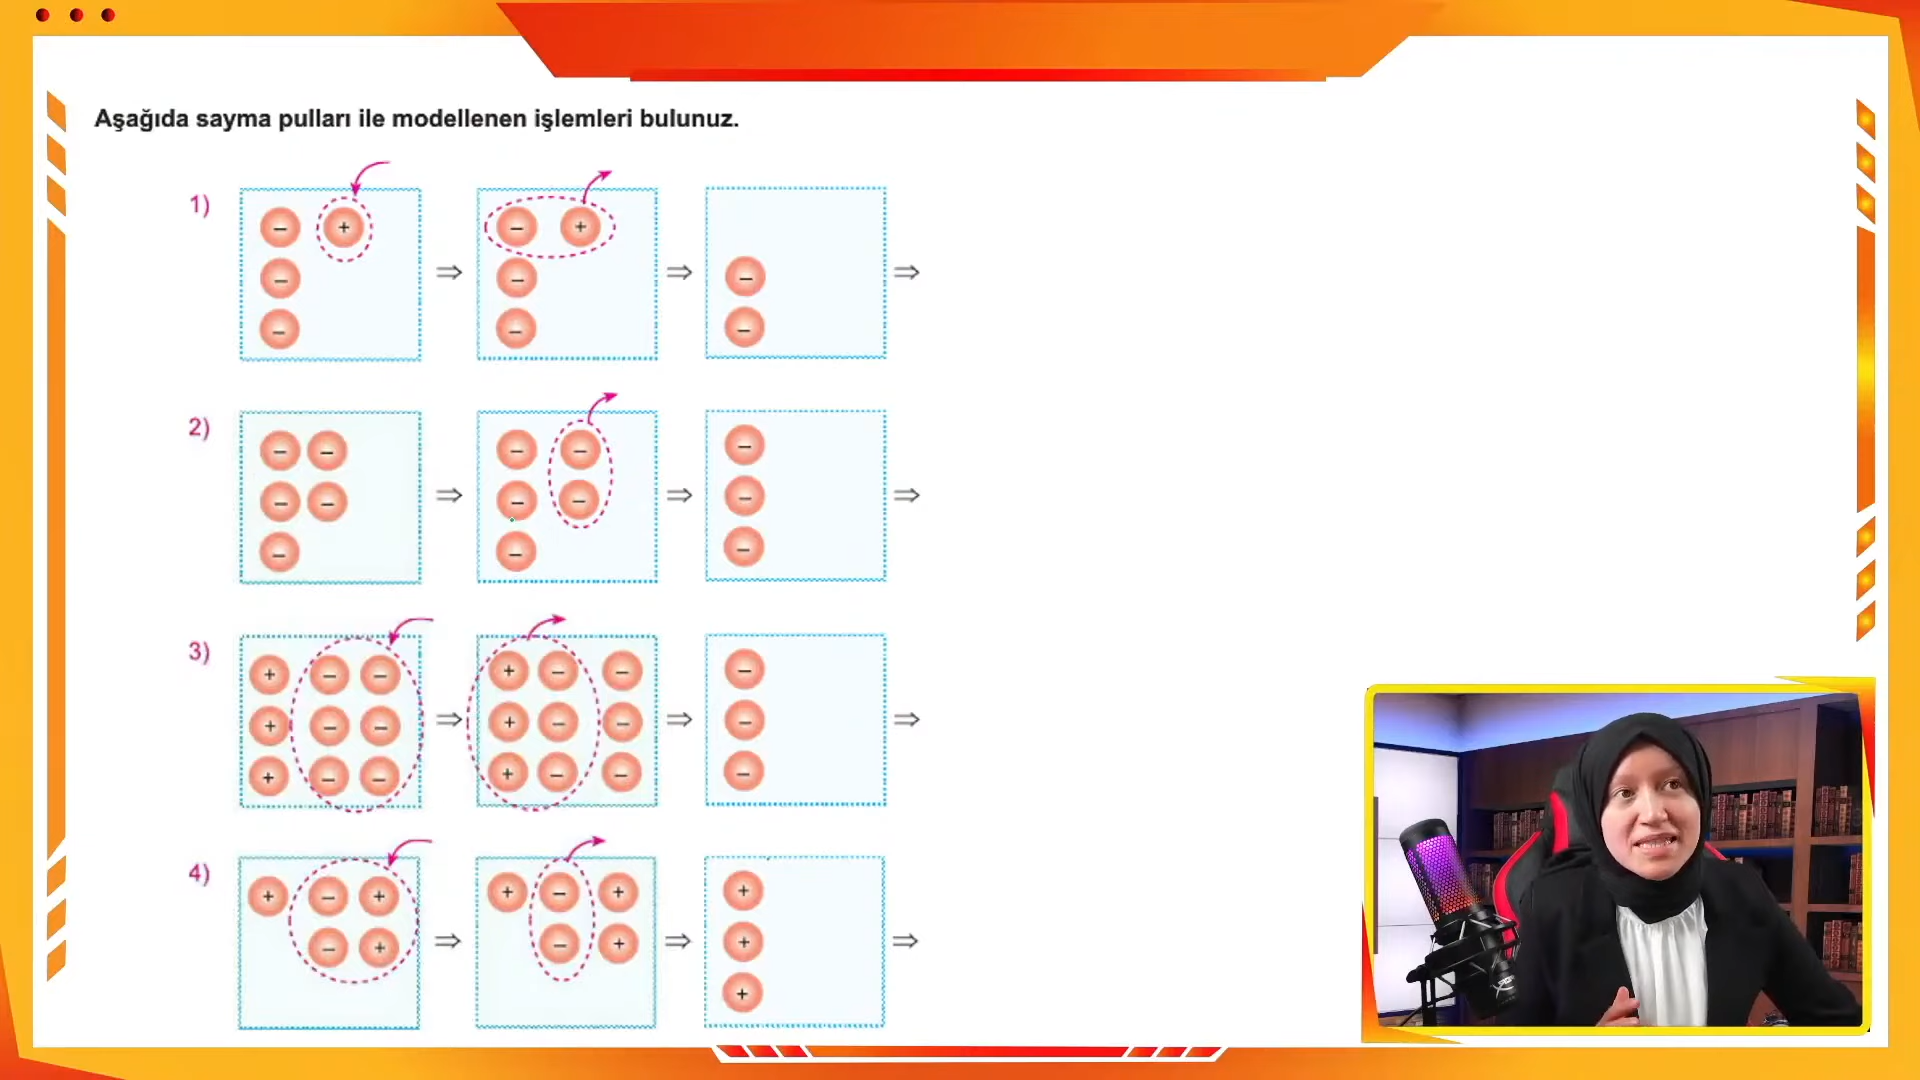 Aşağıda sayma pulları ile modellenen işlemleri bulunuz.
1)
− + − + ⇒ ⇒ ⇒
− − −
− − −
2)
− − − − − ⇒ ⇒ ⇒
− − − − −
− − −
3)
+ − − + − − − ⇒ ⇒ ⇒
+ − − + − − −
+ − − + − − −
4)
+ − + + − + + ⇒ ⇒ ⇒
− + − + +
+